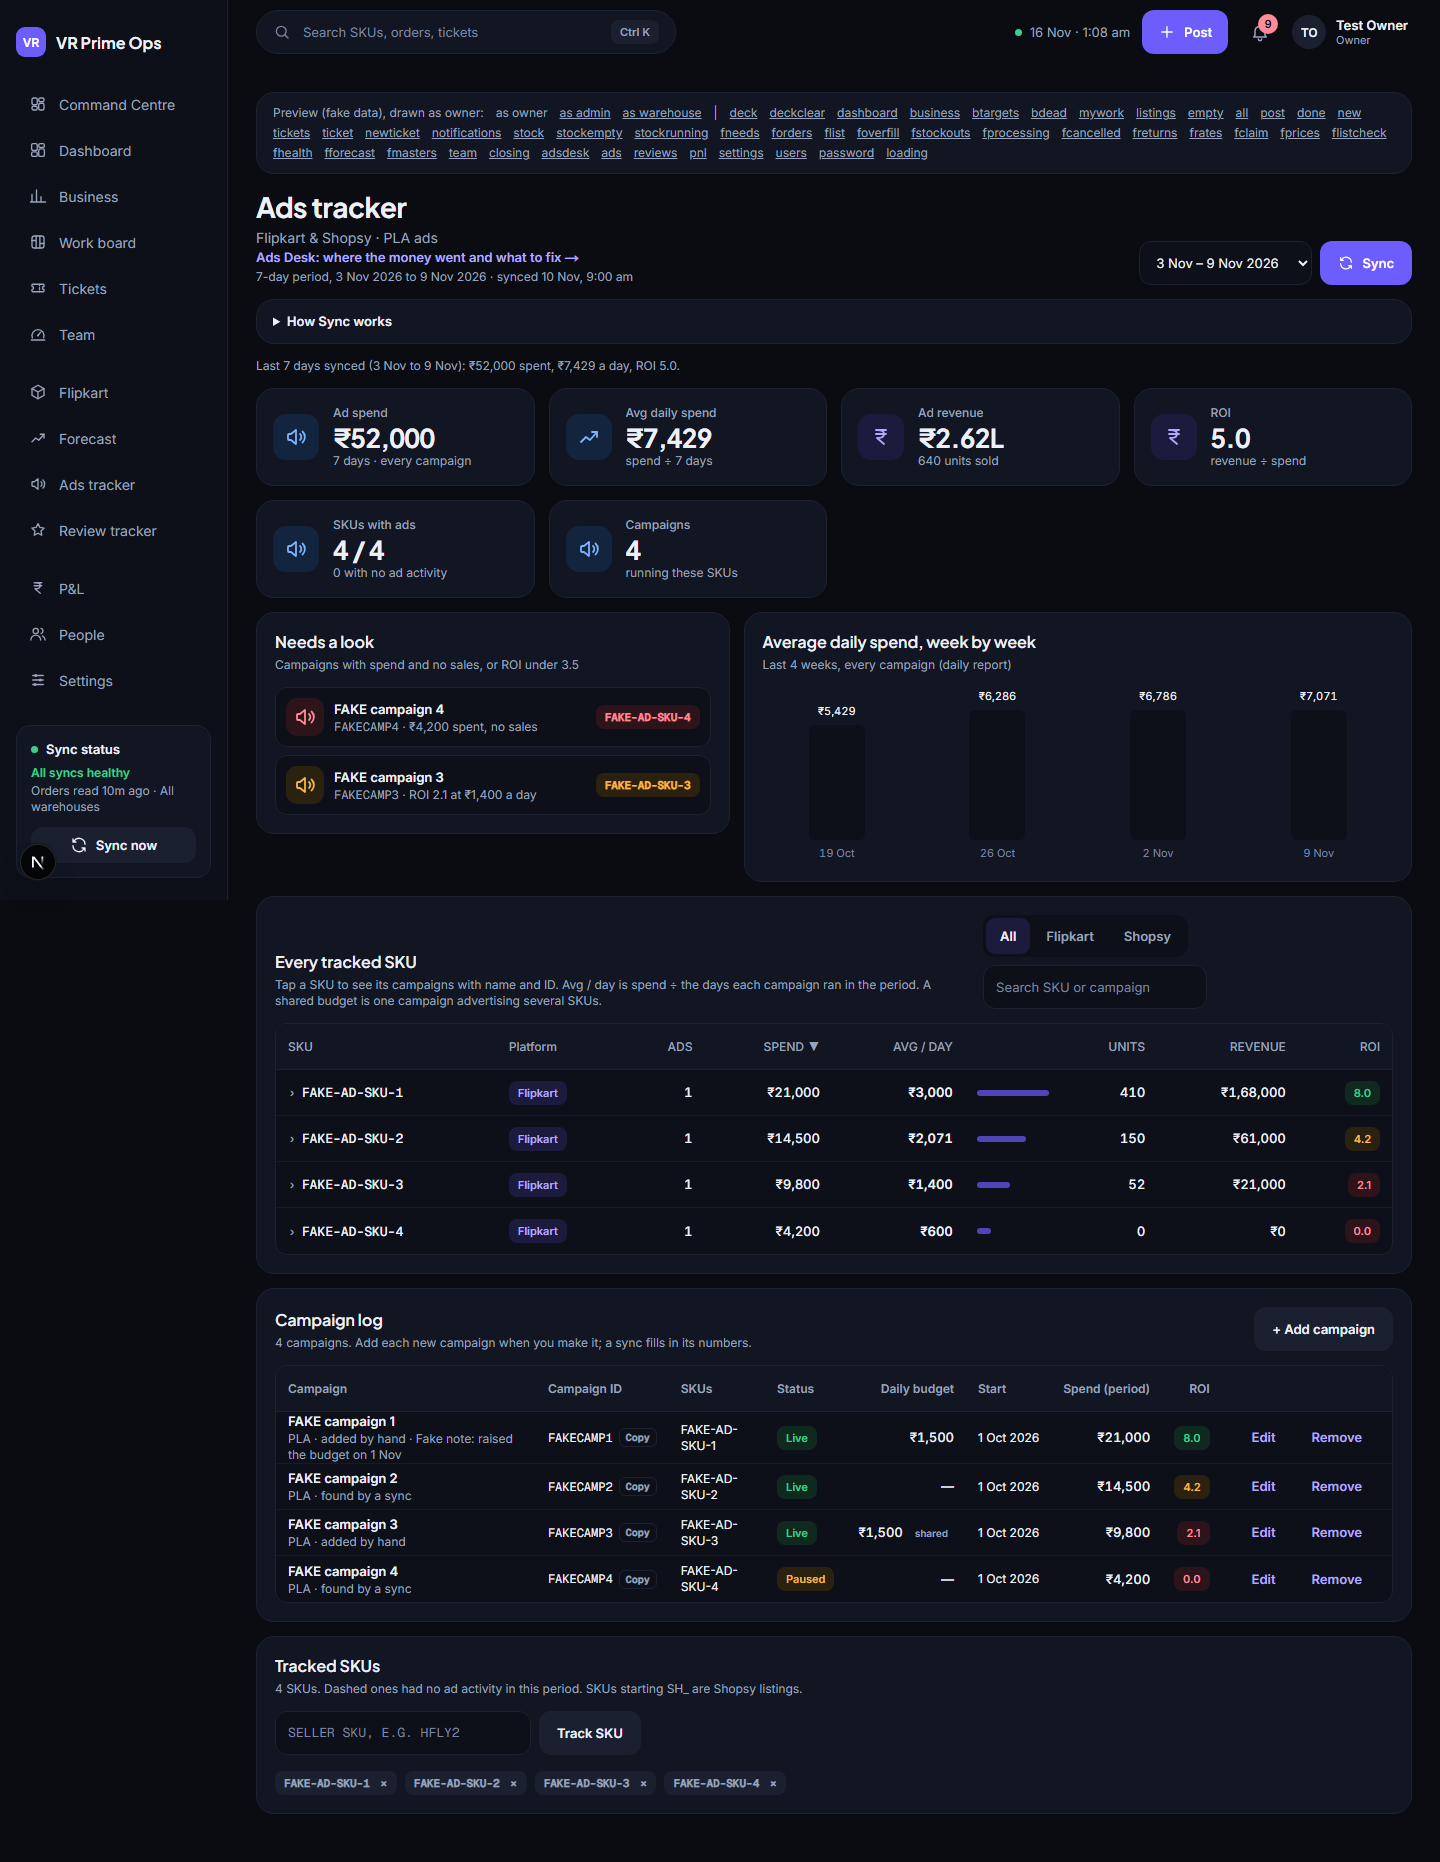 VR VR Prime Ops
Command Centre
Dashboard
Business
Work board
Tickets
Team
Flipkart
Forecast
Ads tracker
Review tracker
P&L
People
Settings
Sync status
All syncs healthy
Orders read 10m ago · All
warehouses
Sync now
N
Search SKUs, orders, tickets Ctrl K
16 Nov · 1:08 am
+ Post
9
TO Test Owner
Owner
Preview (fake data), drawn as owner: as owner as admin as warehouse | deck deckclear dashboard business btargets bdead mywork listings empty all post done new
tickets ticket newticket notifications stock stockempty stockrunning fneeds forders flist foverfill fstockouts fprocessing fcancelled freturns frates fclaim fprices flistcheck
fhealth fforecast fmasters team closing adsdesk ads reviews pnl settings users password loading
Ads tracker
Flipkart & Shopsy · PLA ads
Ads Desk: where the money went and what to fix →
7-day period, 3 Nov 2026 to 9 Nov 2026 · synced 10 Nov, 9:00 am
3 Nov – 9 Nov 2026
Sync
▶ How Sync works
Last 7 days synced (3 Nov to 9 Nov): ₹52,000 spent, ₹7,429 a day, ROI 5.0.
Ad spend
₹52,000
7 days · every campaign
Avg daily spend
₹7,429
spend ÷ 7 days
Ad revenue
₹2.62L
640 units sold
ROI
5.0
revenue ÷ spend
SKUs with ads
4 / 4
0 with no ad activity
Campaigns
4
running these SKUs
Needs a look
Campaigns with spend and no sales, or ROI under 3.5
FAKE campaign 4
FAKECAMP4 · ₹4,200 spent, no sales
FAKE-AD-SKU-4
FAKE campaign 3
FAKECAMP3 · ROI 2.1 at ₹1,400 a day
FAKE-AD-SKU-3
Average daily spend, week by week
Last 4 weeks, every campaign (daily report)
₹5,429 ₹6,286 ₹6,786 ₹7,071
19 Oct 26 Oct 2 Nov 9 Nov
Every tracked SKU
Tap a SKU to see its campaigns with name and ID. Avg / day is spend ÷ the days each campaign ran in the period. A
shared budget is one campaign advertising several SKUs.
All Flipkart Shopsy
Search SKU or campaign
SKU Platform ADS SPEND ▼ AVG / DAY UNITS REVENUE ROI
› FAKE-AD-SKU-1 Flipkart 1 ₹21,000 ₹3,000 410 ₹1,68,000 8.0
› FAKE-AD-SKU-2 Flipkart 1 ₹14,500 ₹2,071 150 ₹61,000 4.2
› FAKE-AD-SKU-3 Flipkart 1 ₹9,800 ₹1,400 52 ₹21,000 2.1
› FAKE-AD-SKU-4 Flipkart 1 ₹4,200 ₹600 0 ₹0 0.0
Campaign log
4 campaigns. Add each new campaign when you make it; a sync fills in its numbers.
+ Add campaign
Campaign Campaign ID SKUs Status Daily budget Start Spend (period) ROI
FAKE campaign 1
PLA · added by hand · Fake note: raised
the budget on 1 Nov
FAKECAMP1 Copy
FAKE-AD-
SKU-1
Live ₹1,500 1 Oct 2026 ₹21,000 8.0 Edit Remove
FAKE campaign 2
PLA · found by a sync
FAKECAMP2 Copy
FAKE-AD-
SKU-2
Live — 1 Oct 2026 ₹14,500 4.2 Edit Remove
FAKE campaign 3
PLA · added by hand
FAKECAMP3 Copy
FAKE-AD-
SKU-3
Live ₹1,500 shared 1 Oct 2026 ₹9,800 2.1 Edit Remove
FAKE campaign 4
PLA · found by a sync
FAKECAMP4 Copy
FAKE-AD-
SKU-4
Paused — 1 Oct 2026 ₹4,200 0.0 Edit Remove
Tracked SKUs
4 SKUs. Dashed ones had no ad activity in this period. SKUs starting SH_ are Shopsy listings.
SELLER SKU, E.G. HFLY2
Track SKU
FAKE-AD-SKU-1 × FAKE-AD-SKU-2 × FAKE-AD-SKU-3 × FAKE-AD-SKU-4 ×